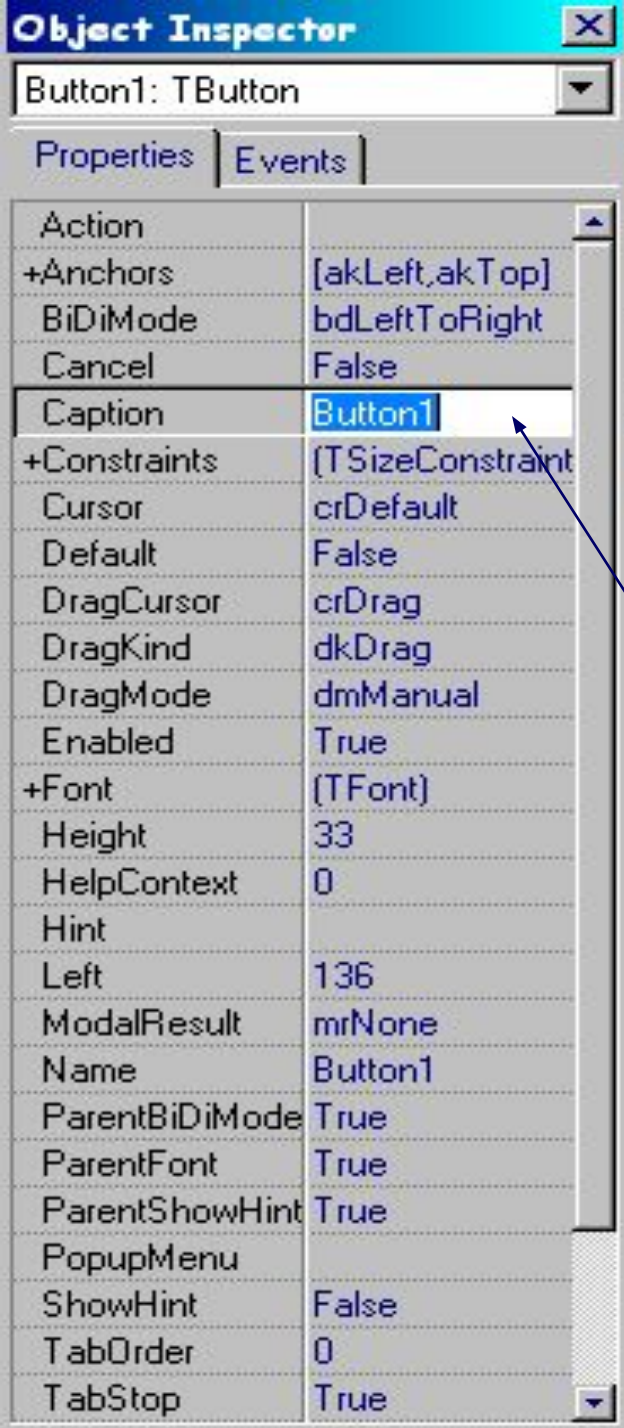 Object Inspector
Button1: TButton
Properties Events
Action
+Anchors [akLeft,akTop]
BiDiMode bdLeftToRight
Cancel False
Caption Button1
+Constraints (TSizeConstraint
Cursor crDefault
Default False
DragCursor crDrag
DragKind dkDrag
DragMode dmManual
Enabled True
+Font (TFont)
Height 33
HelpContext 0
Hint
Left 136
ModalResult mrNone
Name Button1
ParentBiDiMode True
ParentFont True
ParentShowHint True
PopupMenu
ShowHint False
TabOrder 0
TabStop True